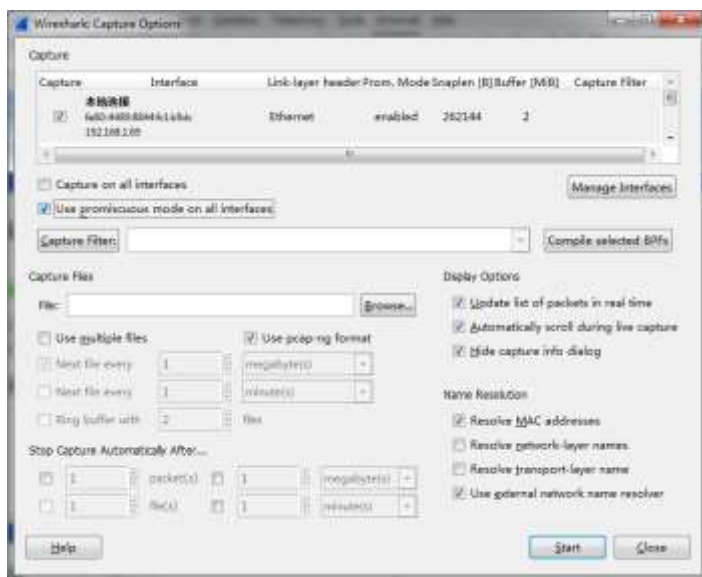 Wireshark: Capture Options
Capture
Capture Interface Link-layer header Prom. Mode Snaplen [B] Buffer [MiB] Capture Filter
本地连接
Ethernet enabled 262144 2
192.168.1.69
Capture on all interfaces
Manage Interfaces
Use promiscuous mode on all interfaces
Capture Filter: Compile selected BPFs
Capture Files Display Options
File: Browse... Update list of packets in real time
Automatically scroll during live capture
Use multiple files Use pcap-ng format
Hide capture info dialog
Next file every 1 megabyte(s)
Next file every 1 minute(s)
Name Resolution
Ring buffer with 2 files
Resolve MAC addresses
Resolve network-layer names
Stop Capture Automatically After...
Resolve transport-layer name
1 packet(s) 1 megabyte(s)
Use external network name resolver
1 file(s) 1 minute(s)
Help Start Close